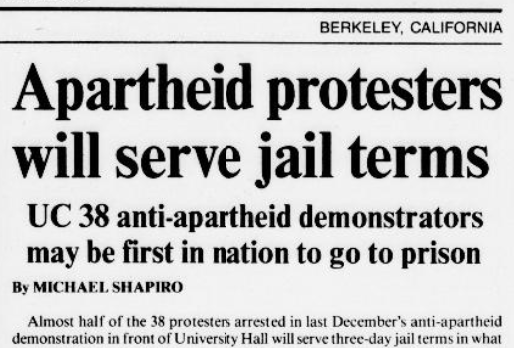 BERKELEY, CALIFORNIA
Apartheid protesters
will serve jail terms
UC 38 anti-apartheid demonstrators
may be first in nation to go to prison
By MICHAEL SHAPIRO
Almost half of the 38 protesters arrested in last December's anti-apartheid
demonstration in front of University Hall will serve three-day jail terms in what